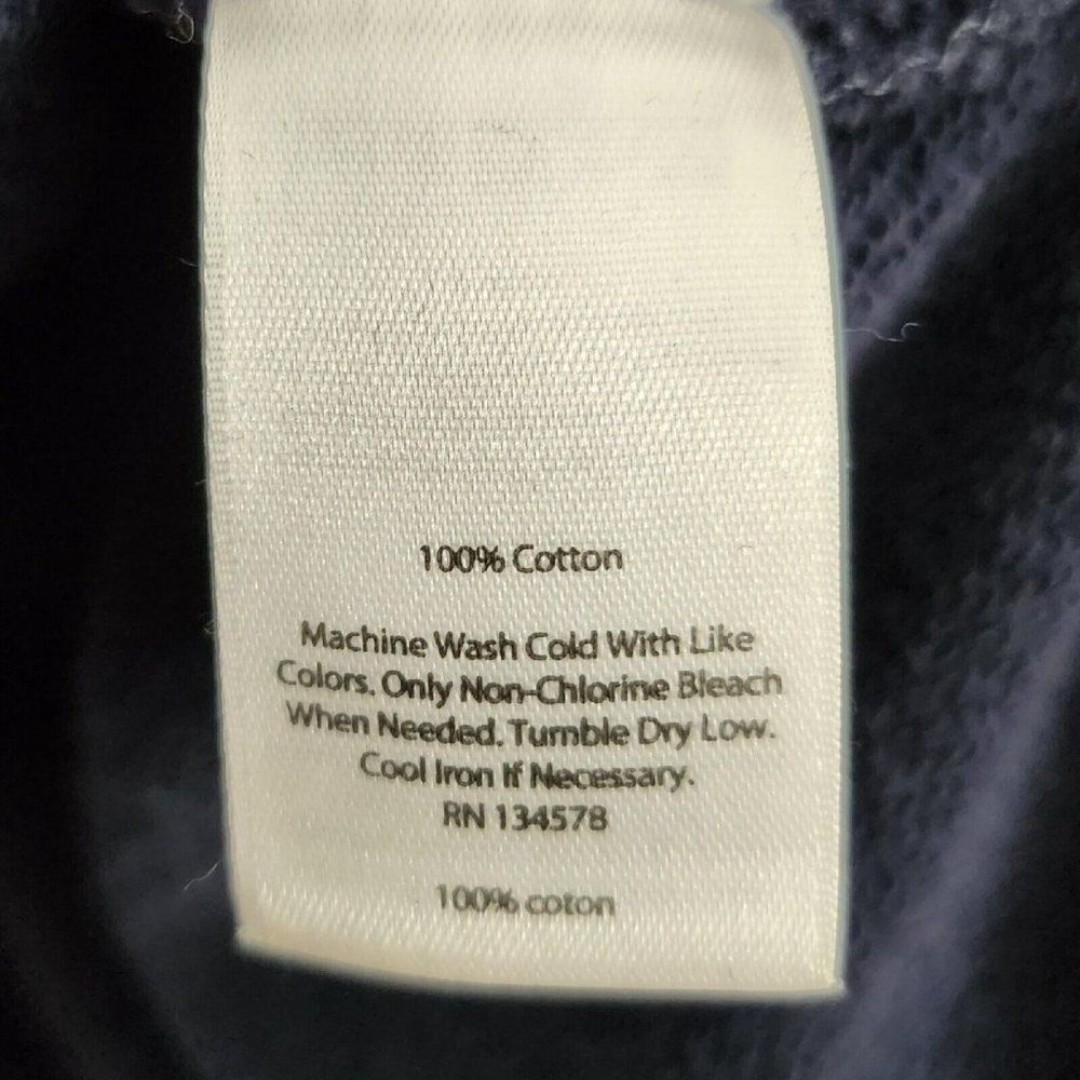 100% Cotton
Machine Wash Cold With Like
Colors. Only Non-Chlorine Bleach
When Needed. Tumble Dry Low.
Cool Iron If Necessary.
RN 134578
100% coton